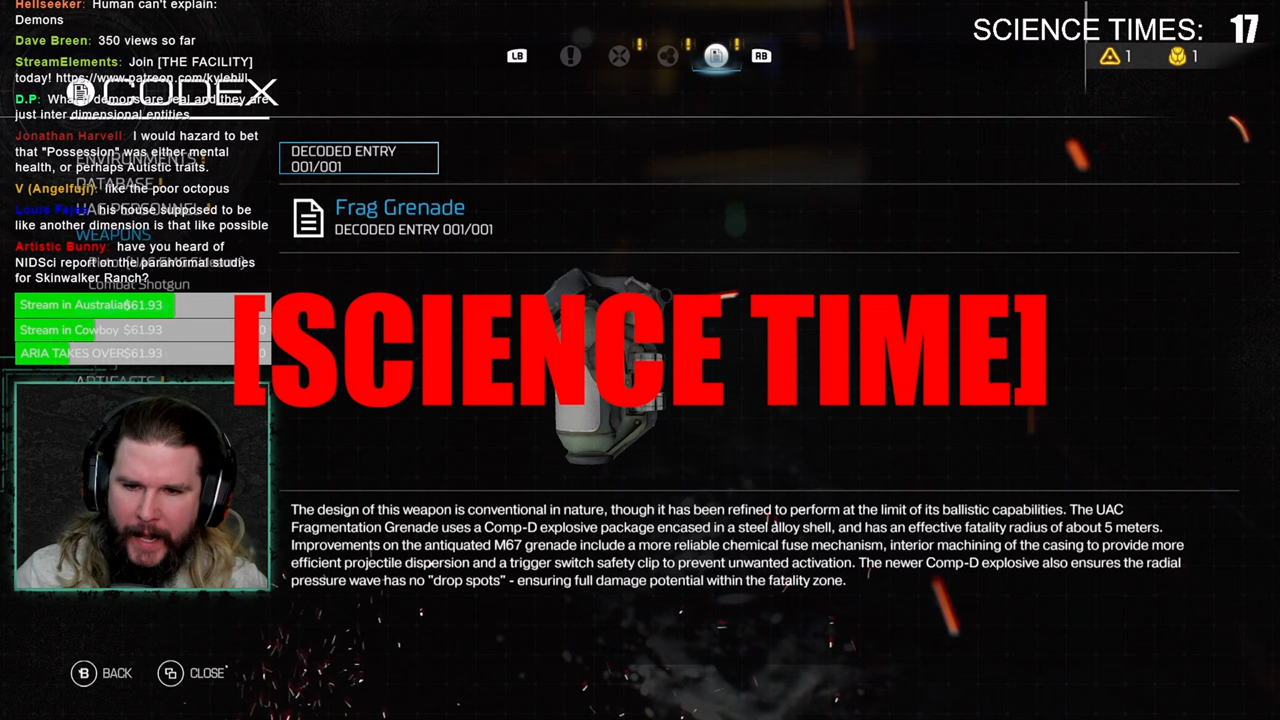 Hellseeker: Human can't explain:
Demons
Dave Breen: 350 views so far
StreamElements: Join [THE FACILITY]
today! https://www.patreon.com/kylehill
D.P: What if demons are real and they are
just inter dimensional entities
Jonathan Harvell: I would hazard to bet
that "Possession" was either mental
health, or perhaps Autistic traits.
V (Angelfuji): like the poor octopus
his house supposed to be
like another dimension is that like possible
Artistic Bunny: have you heard of
NIDSci report on the paranormal studies
for Skinwalker Ranch?
Stream in Australian $61.93
Stream in Cowboy $61.93
ARIA TAKES OVER $61.93
SCIENCE TIMES: 17
LB
RB
1
1
CODEX
ENVIRONMENTS !
DATABASE !
UAC PERSONNEL !
WEAPONS
Combat Shotgun
ARTIFACTS !
DECODED ENTRY
001/001
Frag Grenade
DECODED ENTRY 001/001
[SCIENCE TIME]
The design of this weapon is conventional in nature, though it has been refined to perform at the limit of its ballistic capabilities. The UAC
Fragmentation Grenade uses a Comp-D explosive package encased in a steel alloy shell, and has an effective fatality radius of about 5 meters.
Improvements on the antiquated M67 grenade include a more reliable chemical fuse mechanism, interior machining of the casing to provide more
efficient projectile dispersion and a trigger switch safety clip to prevent unwanted activation. The newer Comp-D explosive also ensures the radial
pressure wave has no "drop spots" - ensuring full damage potential within the fatality zone.
B BACK
CLOSE